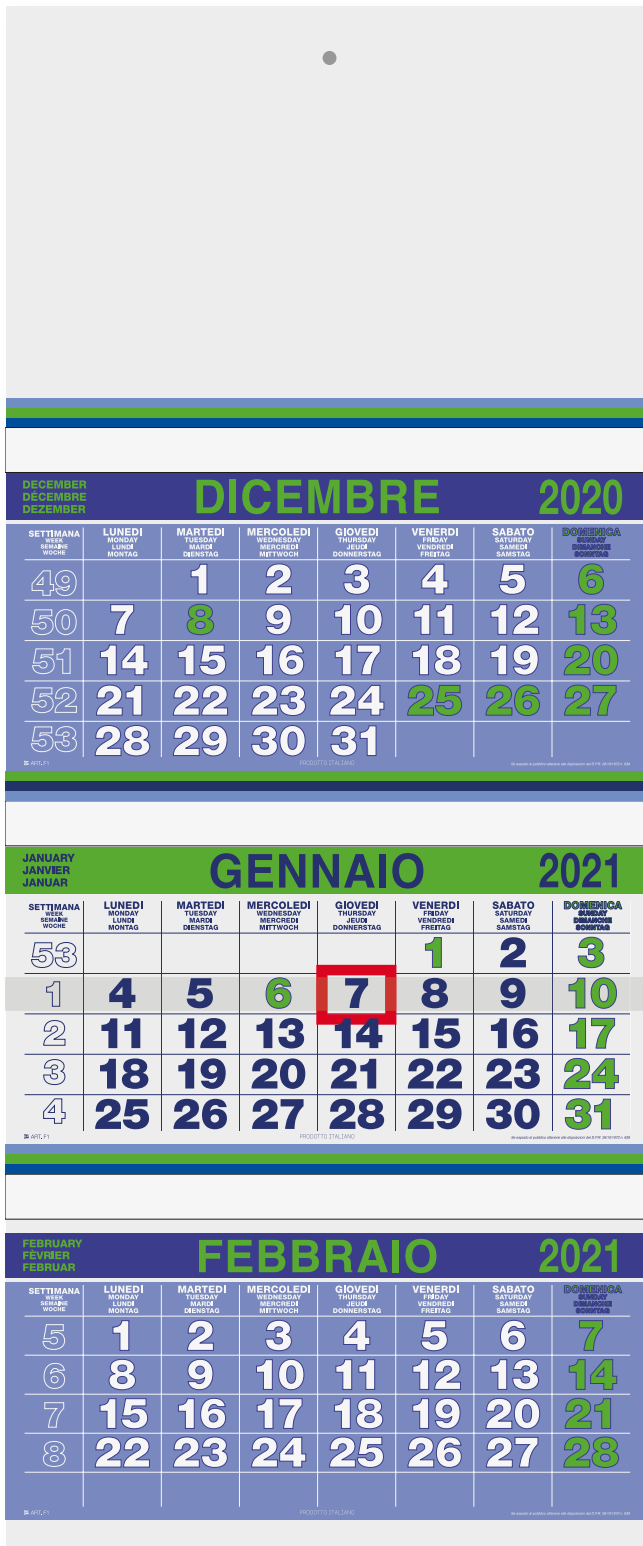 DECEMBER
DÉCEMBRE
DEZEMBER
DICEMBRE 2020
SETTIMANA LUNEDÌ MARTEDÌ MERCOLEDÌ GIOVEDÌ VENERDÌ SABATO DOMENICA
WEEK MONDAY TUESDAY WEDNESDAY THURSDAY FRIDAY SATURDAY SUNDAY
SEMAINE LUNDI MARDI MERCREDI JEUDI VENDREDI SAMEDI DIMANCHE
WOCHE MONTAG DIENSTAG MITTWOCH DONNERSTAG FREITAG SAMSTAG SONNTAG
49 1 2 3 4 5 6
50 7 8 9 10 11 12 13
51 14 15 16 17 18 19 20
52 21 22 23 24 25 26 27
53 28 29 30 31
ART. F1 PRODOTTO ITALIANO
JANUARY
JANVIER
JANUAR
GENNAIO 2021
SETTIMANA LUNEDÌ MARTEDÌ MERCOLEDÌ GIOVEDÌ VENERDÌ SABATO DOMENICA
WEEK MONDAY TUESDAY WEDNESDAY THURSDAY FRIDAY SATURDAY SUNDAY
SEMAINE LUNDI MARDI MERCREDI JEUDI VENDREDI SAMEDI DIMANCHE
WOCHE MONTAG DIENSTAG MITTWOCH DONNERSTAG FREITAG SAMSTAG SONNTAG
53 1 2 3
1 4 5 6 7 8 9 10
2 11 12 13 14 15 16 17
3 18 19 20 21 22 23 24
4 25 26 27 28 29 30 31
ART. F1 PRODOTTO ITALIANO
FEBRUARY
FÉVRIER
FEBRUAR
FEBBRAIO 2021
SETTIMANA LUNEDÌ MARTEDÌ MERCOLEDÌ GIOVEDÌ VENERDÌ SABATO DOMENICA
WEEK MONDAY TUESDAY WEDNESDAY THURSDAY FRIDAY SATURDAY SUNDAY
SEMAINE LUNDI MARDI MERCREDI JEUDI VENDREDI SAMEDI DIMANCHE
WOCHE MONTAG DIENSTAG MITTWOCH DONNERSTAG FREITAG SAMSTAG SONNTAG
5 1 2 3 4 5 6 7
6 8 9 10 11 12 13 14
7 15 16 17 18 19 20 21
8 22 23 24 25 26 27 28
ART. F1 PRODOTTO ITALIANO